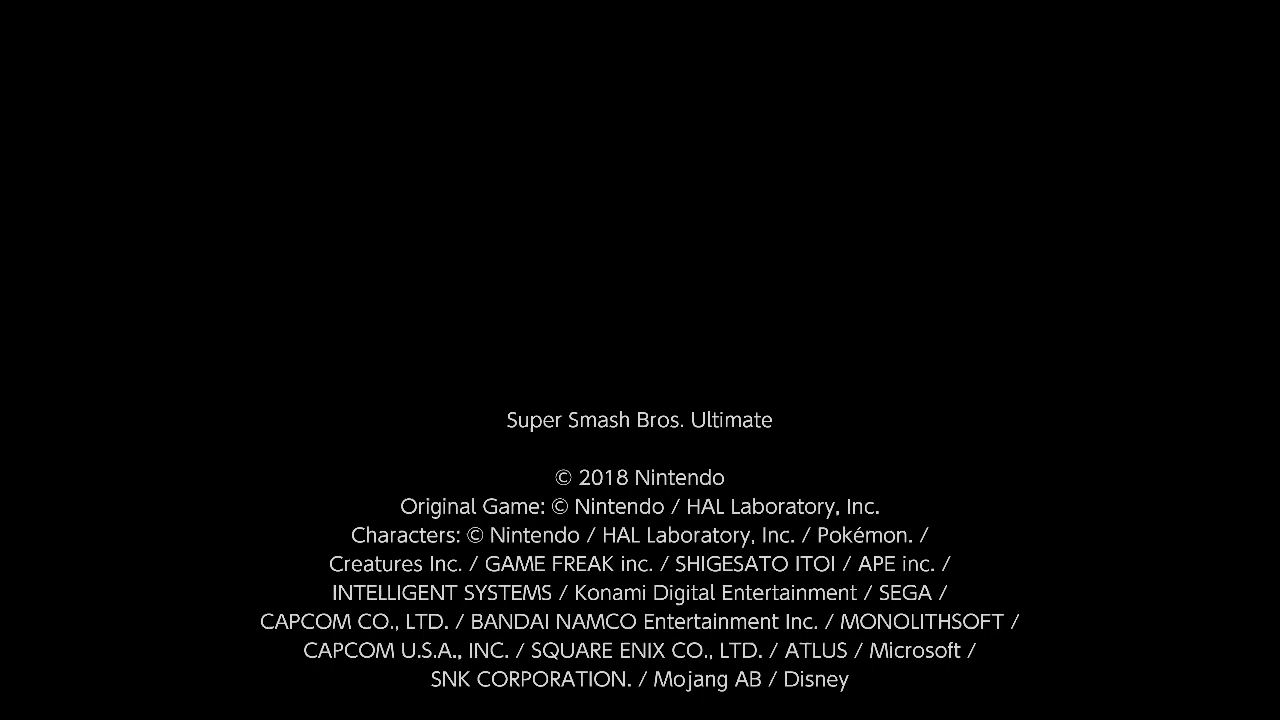 Super Smash Bros. Ultimate
© 2018 Nintendo
Original Game: © Nintendo / HAL Laboratory, Inc.
Characters: © Nintendo / HAL Laboratory, Inc. / Pokémon. /
Creatures Inc. / GAME FREAK inc. / SHIGESATO ITOI / APE inc. /
INTELLIGENT SYSTEMS / Konami Digital Entertainment / SEGA /
CAPCOM CO., LTD. / BANDAI NAMCO Entertainment Inc. / MONOLITHSOFT /
CAPCOM U.S.A., INC. / SQUARE ENIX CO., LTD. / ATLUS / Microsoft /
SNK CORPORATION. / Mojang AB / Disney